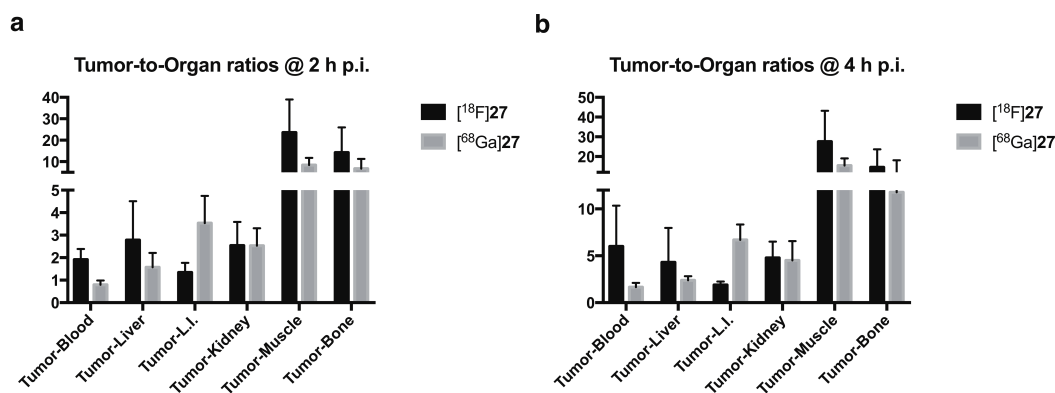 a
Tumor-to-Organ ratios @ 2 h p.i.
40
30
20
10
5
4
3
2
1
0
Tumor-Blood
Tumor-Liver
Tumor-L.I.
Tumor-Kidney
Tumor-Muscle
Tumor-Bone
[¹⁸F]27
[⁶⁸Ga]27
b
Tumor-to-Organ ratios @ 4 h p.i.
50
40
30
20
10
5
0
Tumor-Blood
Tumor-Liver
Tumor-L.I.
Tumor-Kidney
Tumor-Muscle
Tumor-Bone
[¹⁸F]27
[⁶⁸Ga]27